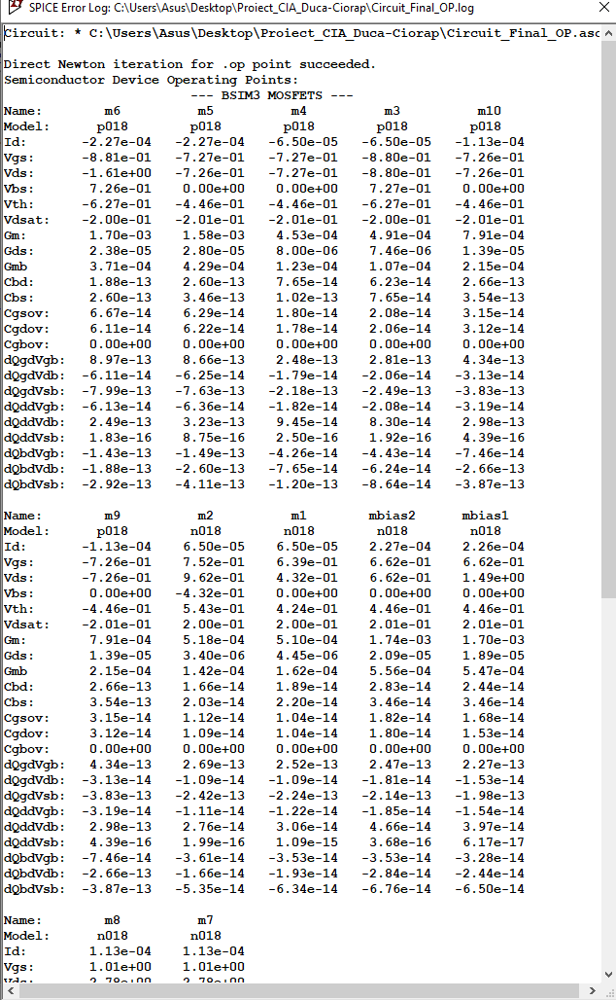 SPICE Error Log: C:\Users\Asus\Desktop\Proiect_CIA_Duca-Ciorap\Circuit_Final_OP.log
Circuit: * C:\Users\Asus\Desktop\Proiect_CIA_Duca-Ciorap\Circuit_Final_OP.asc
Direct Newton iteration for .op point succeeded.
Semiconductor Device Operating Points:
--- BSIM3 MOSFETS ---
Name: m6 m5 m4 m3 m10
Model: p018 p018 p018 p018 p018
Id: -2.27e-04 -2.27e-04 -6.50e-05 -6.50e-05 -1.13e-04
Vgs: -8.81e-01 -7.27e-01 -7.27e-01 -8.80e-01 -7.26e-01
Vds: -1.61e+00 -7.26e-01 -7.27e-01 -8.80e-01 -7.26e-01
Vbs: 7.26e-01 0.00e+00 0.00e+00 7.27e-01 0.00e+00
Vth: -6.27e-01 -4.46e-01 -4.46e-01 -6.27e-01 -4.46e-01
Vdsat: -2.00e-01 -2.01e-01 -2.01e-01 -2.00e-01 -2.01e-01
Gm: 1.70e-03 1.58e-03 4.53e-04 4.91e-04 7.91e-04
Gds: 2.38e-05 2.80e-05 8.00e-06 7.46e-06 1.39e-05
Gmb 3.71e-04 4.29e-04 1.23e-04 1.07e-04 2.15e-04
Cbd: 1.88e-13 2.60e-13 7.65e-14 6.23e-14 2.66e-13
Cbs: 2.60e-13 3.46e-13 1.02e-13 7.65e-14 3.54e-13
Cgsov: 6.67e-14 6.29e-14 1.80e-14 2.08e-14 3.15e-14
Cgdov: 6.11e-14 6.22e-14 1.78e-14 2.06e-14 3.12e-14
Cgbov: 0.00e+00 0.00e+00 0.00e+00 0.00e+00 0.00e+00
dQgdVgb: 8.97e-13 8.66e-13 2.48e-13 2.81e-13 4.34e-13
dQgdVdb: -6.11e-14 -6.25e-14 -1.79e-14 -2.06e-14 -3.13e-14
dQgdVsb: -7.99e-13 -7.63e-13 -2.18e-13 -2.49e-13 -3.83e-13
dQddVgb: -6.13e-14 -6.36e-14 -1.82e-14 -2.08e-14 -3.19e-14
dQddVdb: 2.49e-13 3.23e-13 9.45e-14 8.30e-14 2.98e-13
dQddVsb: 1.83e-16 8.75e-16 2.50e-16 1.92e-16 4.39e-16
dQbdVgb: -1.43e-13 -1.49e-13 -4.26e-14 -4.43e-14 -7.46e-14
dQbdVdb: -1.88e-13 -2.60e-13 -7.65e-14 -6.24e-14 -2.66e-13
dQbdVsb: -2.92e-13 -4.11e-13 -1.20e-13 -8.64e-14 -3.87e-13
Name: m9 m2 m1 mbias2 mbias1
Model: p018 n018 n018 n018 n018
Id: -1.13e-04 6.50e-05 6.50e-05 2.27e-04 2.26e-04
Vgs: -7.26e-01 7.52e-01 6.39e-01 6.62e-01 6.62e-01
Vds: -7.26e-01 9.62e-01 4.32e-01 6.62e-01 1.49e+00
Vbs: 0.00e+00 -4.32e-01 0.00e+00 0.00e+00 0.00e+00
Vth: -4.46e-01 5.43e-01 4.24e-01 4.46e-01 4.46e-01
Vdsat: -2.01e-01 2.00e-01 2.00e-01 2.01e-01 2.01e-01
Gm: 7.91e-04 5.18e-04 5.10e-04 1.74e-03 1.70e-03
Gds: 1.39e-05 3.40e-06 4.45e-06 2.09e-05 1.89e-05
Gmb 2.15e-04 1.42e-04 1.62e-04 5.56e-04 5.47e-04
Cbd: 2.66e-13 1.66e-14 1.89e-14 2.83e-14 2.44e-14
Cbs: 3.54e-13 2.03e-14 2.20e-14 3.46e-14 3.46e-14
Cgsov: 3.15e-14 1.12e-14 1.04e-14 1.82e-14 1.68e-14
Cgdov: 3.12e-14 1.09e-14 1.04e-14 1.80e-14 1.53e-14
Cgbov: 0.00e+00 0.00e+00 0.00e+00 0.00e+00 0.00e+00
dQgdVgb: 4.34e-13 2.69e-13 2.52e-13 2.47e-13 2.27e-13
dQgdVdb: -3.13e-14 -1.09e-14 -1.09e-14 -1.81e-14 -1.53e-14
dQgdVsb: -3.83e-13 -2.42e-13 -2.24e-13 -2.14e-13 -1.98e-13
dQddVgb: -3.19e-14 -1.11e-14 -1.22e-14 -1.85e-14 -1.54e-14
dQddVdb: 2.98e-13 2.76e-14 3.06e-14 4.66e-14 3.97e-14
dQddVsb: 4.39e-16 1.99e-16 1.09e-15 3.68e-16 6.17e-17
dQbdVgb: -7.46e-14 -3.61e-14 -3.53e-14 -3.53e-14 -3.28e-14
dQbdVdb: -2.66e-13 -1.66e-14 -1.93e-14 -2.84e-14 -2.44e-14
dQbdVsb: -3.87e-13 -5.35e-14 -6.34e-14 -6.76e-14 -6.50e-14
Name: m8 m7
Model: n018 n018
Id: 1.13e-04 1.13e-04
Vgs: 1.01e+00 1.01e+00
Vds: 2.78e+00 2.78e+00